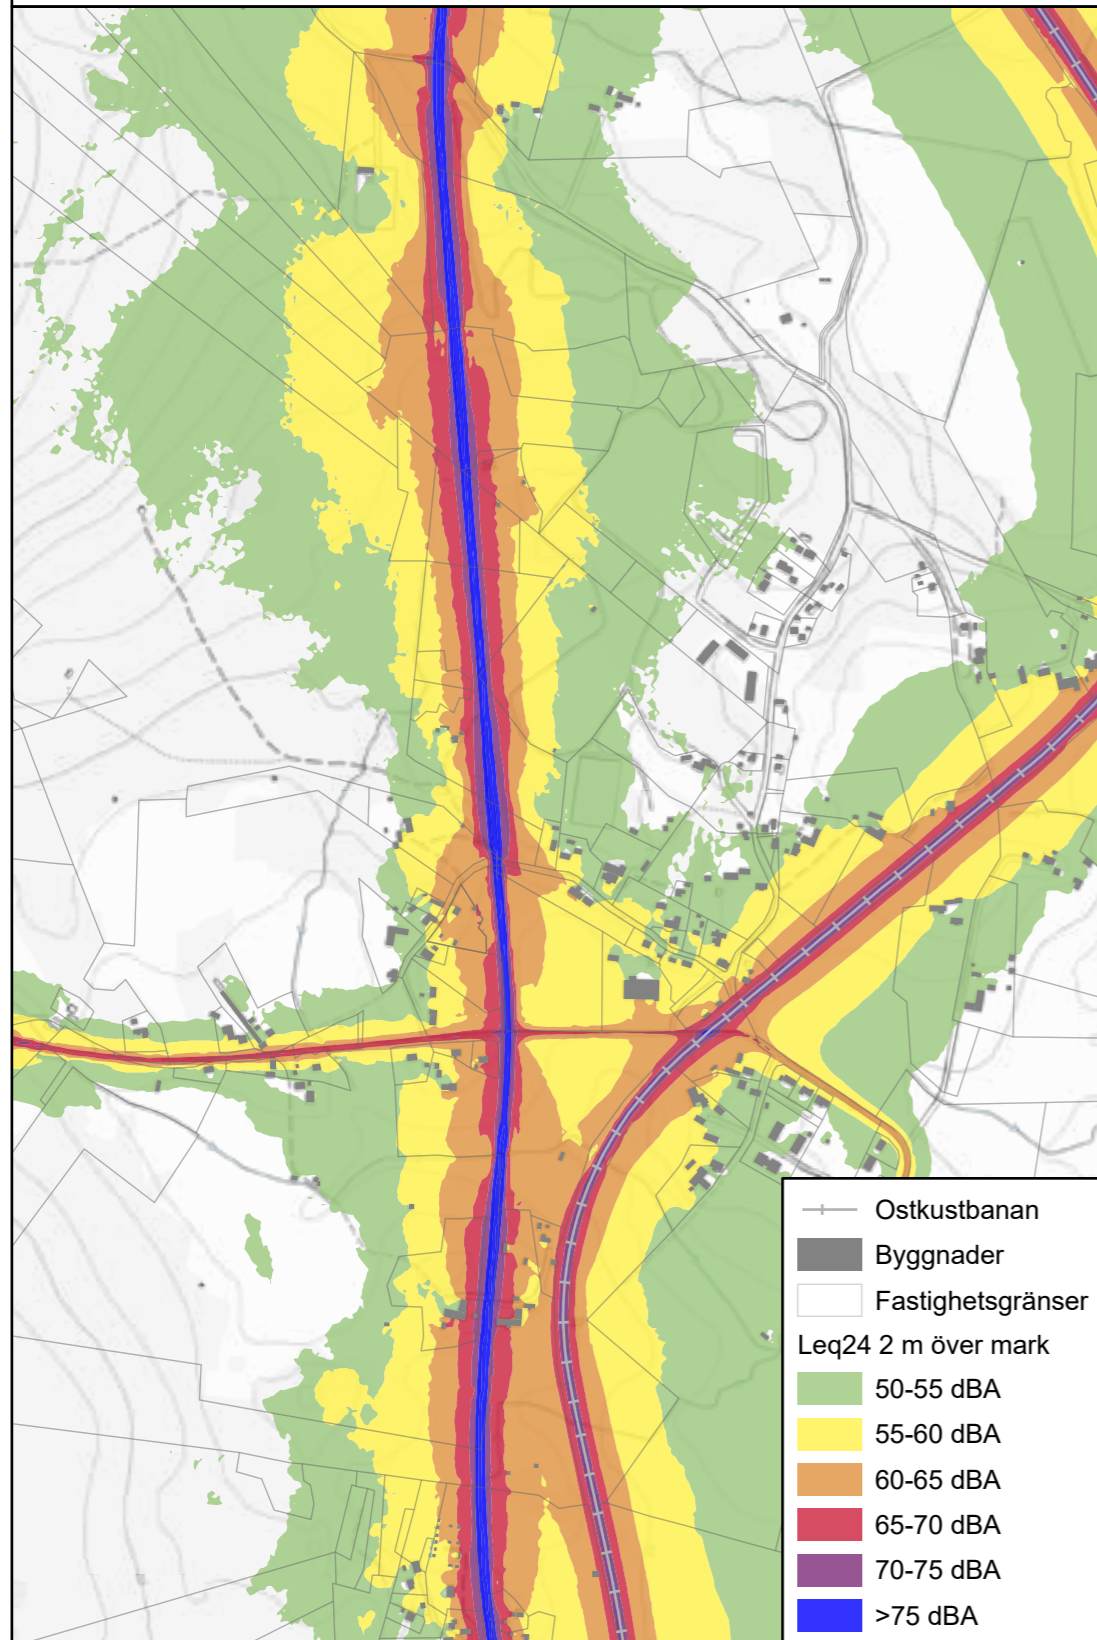 Ostkustbanan
Byggnader
Fastighetsgränser
Leq24 2 m över mark
50-55 dBA
55-60 dBA
60-65 dBA
65-70 dBA
70-75 dBA
>75 dBA